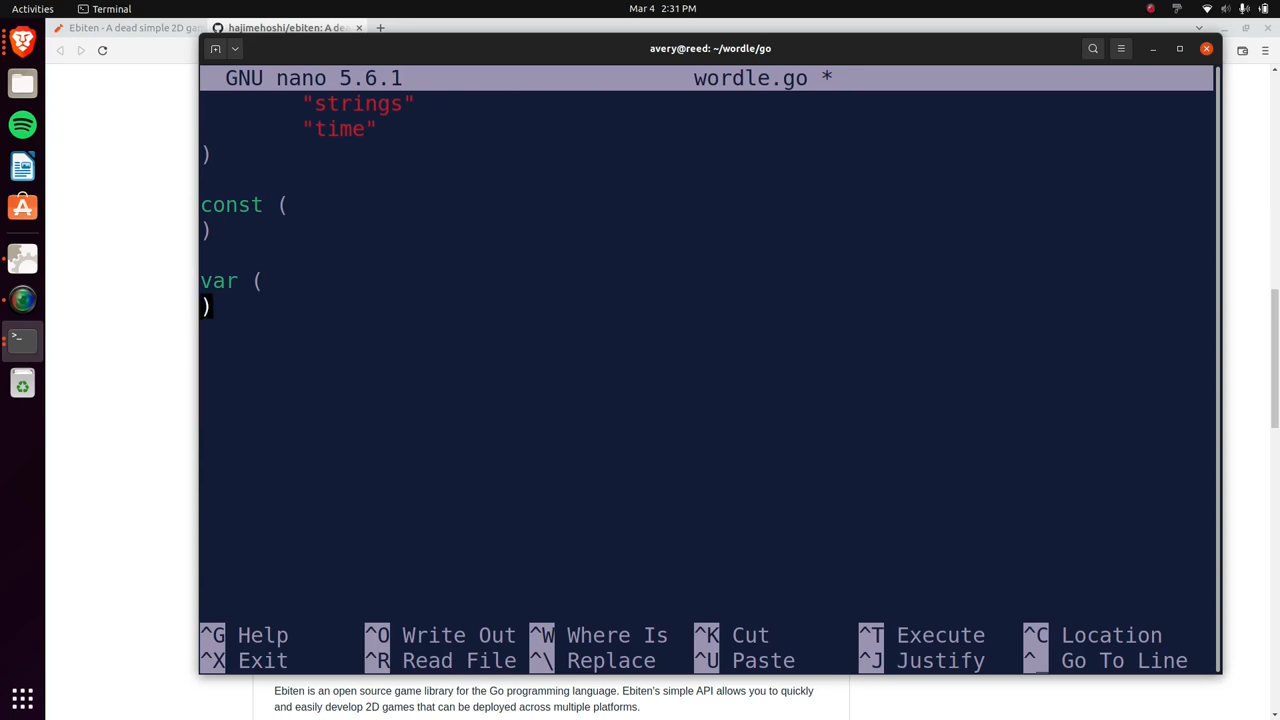 Activities
Terminal
Mar 4  2:31 PM
Ebiten - A dead simple 2D ga
hajimehoshi/ebiten: A de
avery@reed: ~/wordle/go
GNU nano 5.6.1
wordle.go *
"strings"
"time"
)
const (
)
var (
)
^G Help ^O Write Out ^W Where Is ^K Cut ^T Execute ^C Location
^X Exit ^R Read File ^\ Replace ^U Paste ^J Justify ^_ Go To Line
Ebiten is an open source game library for the Go programming language. Ebiten's simple API allows you to quickly
and easily develop 2D games that can be deployed across multiple platforms.